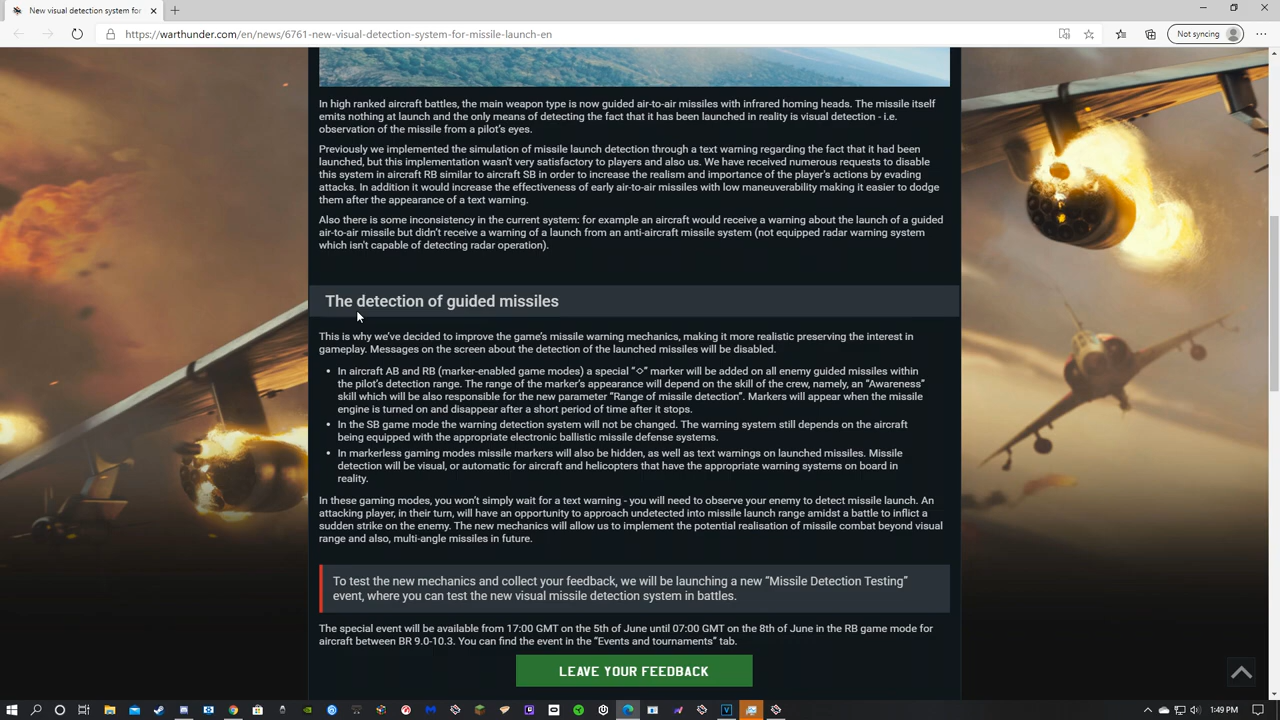 New visual detection system for
https://warthunder.com/en/news/6761-new-visual-detection-system-for-missile-launch-en
Not syncing
In high ranked aircraft battles, the main weapon type is now guided air-to-air missiles with infrared homing heads. The missile itself
emits nothing at launch and the only means of detecting the fact that it has been launched in reality is visual detection - i.e.
observation of the missile from a pilot's eyes.
Previously we implemented the simulation of missile launch detection through a text warning regarding the fact that it had been
launched, but this implementation wasn't very satisfactory to players and also us. We have received numerous requests to disable
this system in aircraft RB similar to aircraft SB in order to increase the realism and importance of the player's actions by evading
attacks. In addition it would increase the effectiveness of early air-to-air missiles with low maneuverability making it easier to dodge
them after the appearance of a text warning.
Also there is some inconsistency in the current system: for example an aircraft would receive a warning about the launch of a guided
air-to-air missile but didn't receive a warning of a launch from an anti-aircraft missile system (not equipped radar warning system
which isn't capable of detecting radar operation).
The detection of guided missiles
This is why we've decided to improve the game's missile warning mechanics, making it more realistic preserving the interest in
gameplay. Messages on the screen about the detection of the launched missiles will be disabled.
• In aircraft AB and RB (marker-enabled game modes) a special "◇" marker will be added on all enemy guided missiles within
the pilot's detection range. The range of the marker's appearance will depend on the skill of the crew, namely, an "Awareness"
skill which will be also responsible for the new parameter "Range of missile detection". Markers will appear when the missile
engine is turned on and disappear after a short period of time after it stops.
• In the SB game mode the warning detection system will not be changed. The warning system still depends on the aircraft
being equipped with the appropriate electronic ballistic missile defense systems.
• In markerless gaming modes missile markers will also be hidden, as well as text warnings on launched missiles. Missile
detection will be visual, or automatic for aircraft and helicopters that have the appropriate warning systems on board in
reality.
In these gaming modes, you won't simply wait for a text warning - you will need to observe your enemy to detect missile launch. An
attacking player, in their turn, will have an opportunity to approach undetected into missile launch range amidst a battle to inflict a
sudden strike on the enemy. The new mechanics will allow us to implement the potential realisation of missile combat beyond visual
range and also, multi-angle missiles in future.
To test the new mechanics and collect your feedback, we will be launching a new "Missile Detection Testing"
event, where you can test the new visual missile detection system in battles.
The special event will be available from 17:00 GMT on the 5th of June until 07:00 GMT on the 8th of June in the RB game mode for
aircraft between BR 9.0-10.3. You can find the event in the "Events and tournaments" tab.
LEAVE YOUR FEEDBACK
1:49 PM